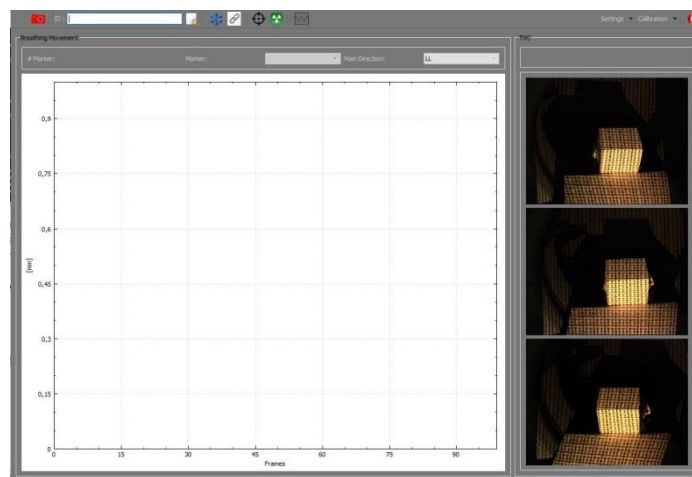 ID :
Settings Calibration
Breathing Movement
TWC
# Marker: Marker: Main Direction: LL
0,9
0,75
0,6
0,45
0,3
0,15
0
[mm]
0 15 30 45 60 75 90
Frames